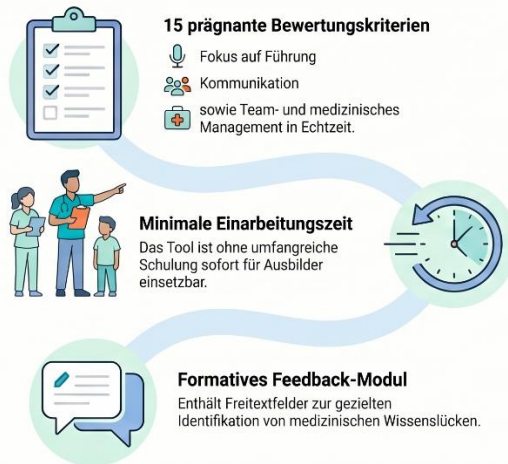 15 prägnante Bewertungskriterien
Fokus auf Führung
Kommunikation
sowie Team- und medizinisches
Management in Echtzeit.
Minimale Einarbeitungszeit
Das Tool ist ohne umfangreiche
Schulung sofort für Ausbilder
einsetzbar.
Formatives Feedback-Modul
Enthält Freitextfelder zur gezielten
Identifikation von medizinischen Wissenslücken.